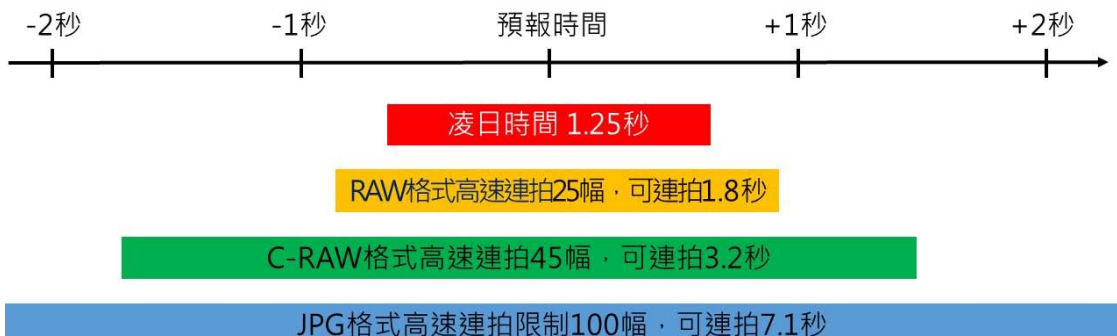 -2秒 -1秒 預報時間 +1秒 +2秒
凌日時間 1.25秒
RAW格式高速連拍25幅，可連拍1.8秒
C-RAW格式高速連拍45幅，可連拍3.2秒
JPG格式高速連拍限制100幅，可連拍7.1秒